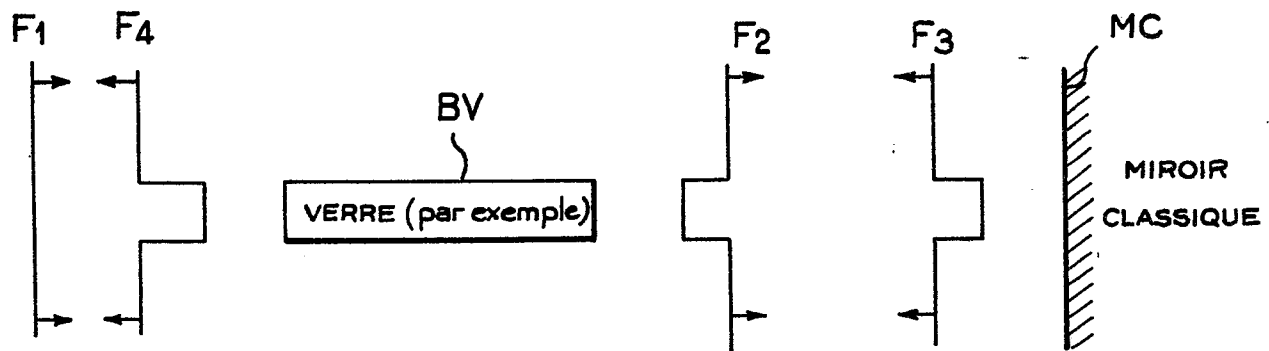 F1
F4
F2
F3
MC
BV
VERRE (par exemple)
MIROIR
CLASSIQUE